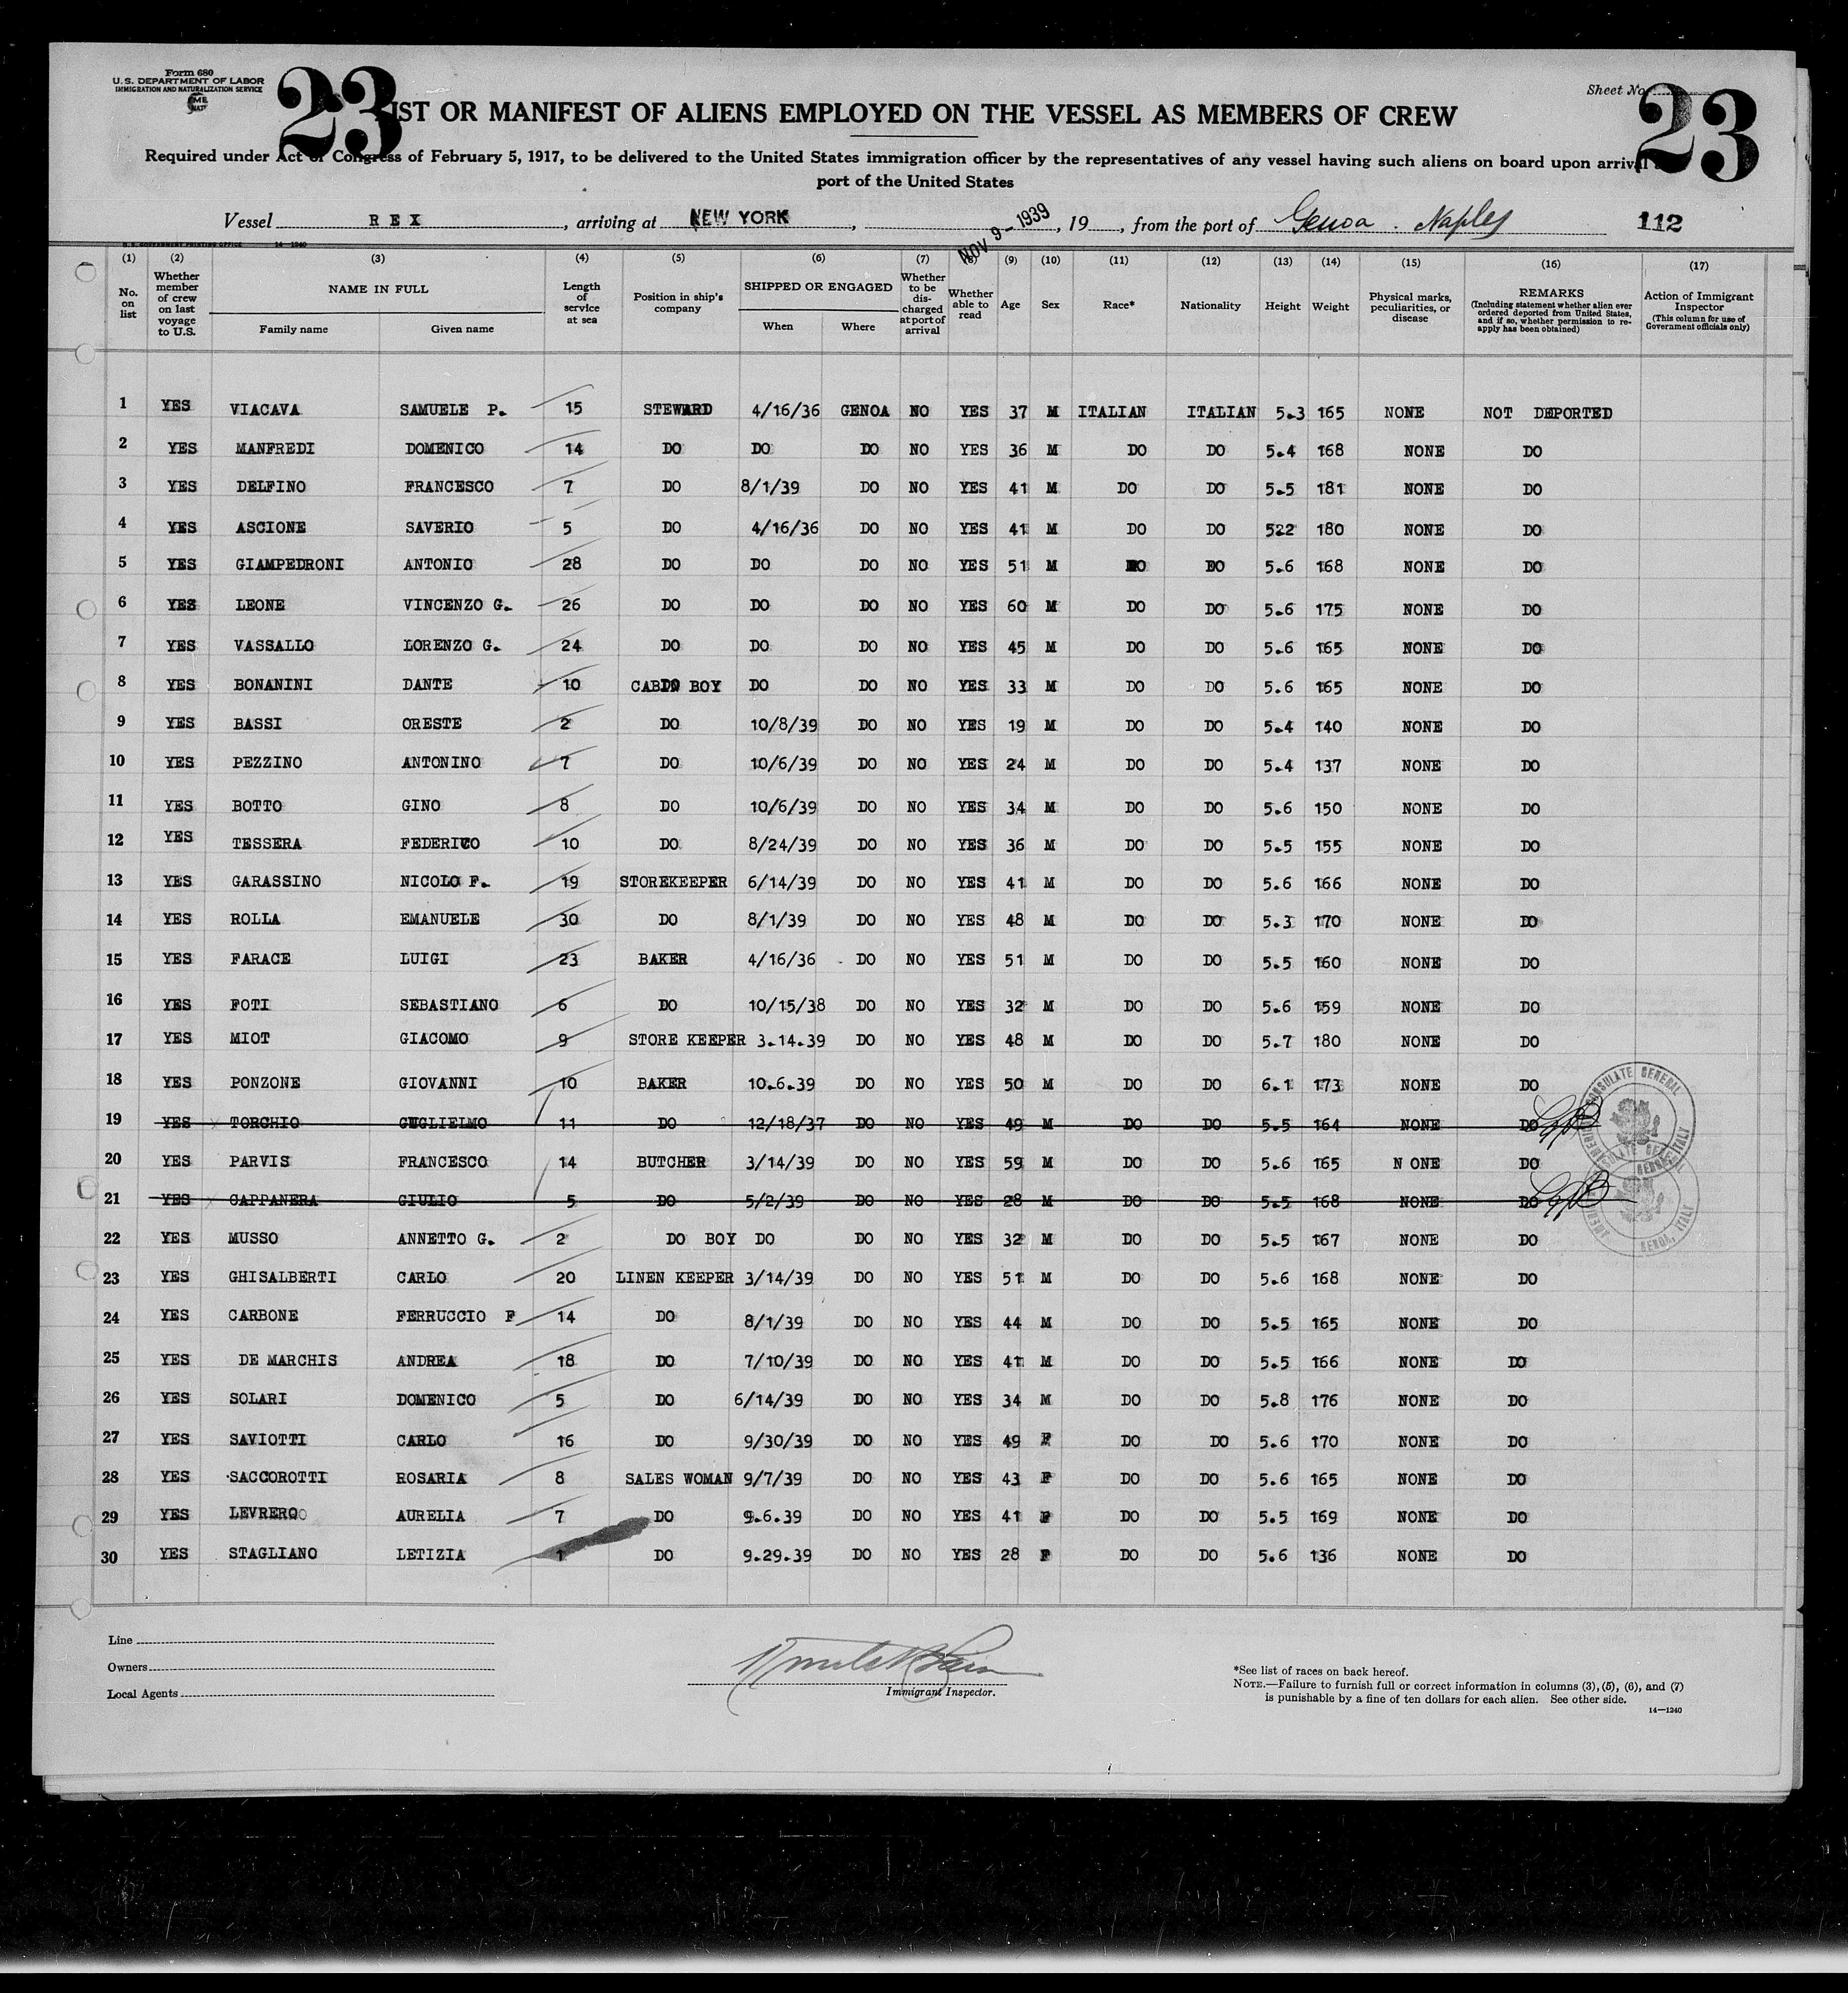 Form 680
U. S. DEPARTMENT OF LABOR
IMMIGRATION AND NATURALIZATION SERVICE
23
IST OR MANIFEST OF ALIENS EMPLOYED ON THE VESSEL AS MEMBERS OF CREW
Sheet No.
23
Required under Act of Congress of February 5, 1917, to be delivered to the United States immigration officer by the representatives of any vessel having such aliens on board upon arrival
port of the United States
Vessel REX, arriving at NEW YORK, NOV 9 - 1939, 19, from the port of Genoa . Naples 112
(1) (2) (3) (4) (5) (6) (7) (8) (9) (10) (11) (12) (13) (14) (15) (16) (17)
No. on list Whether member of crew on last voyage to U.S. NAME IN FULL Family name Given name Length of service at sea Position in ship's company SHIPPED OR ENGAGED When Where Whether to be discharged at port of arrival Whether able to read Age Sex Race* Nationality Height Weight Physical marks, peculiarities, or disease REMARKS (Including statement whether alien ever ordered deported from United States, and if so, whether permission to re-apply has been obtained) Action of Immigrant Inspector (This column for use of Government officials only)
1 YES VIACAVA SAMUELE P. 15 STEWARD 4/16/36 GENOA NO YES 37 M ITALIAN ITALIAN 5.3 165 NONE NOT DEPORTED
2 YES MANFREDI DOMENICO 14 DO DO DO NO YES 36 M DO DO 5.4 168 NONE DO
3 YES DELFINO FRANCESCO 7 DO 8/1/39 DO NO YES 41 M DO DO 5.5 181 NONE DO
4 YES ASCIONE SAVERIO 5 DO 4/16/36 DO NO YES 41 M DO DO 522 180 NONE DO
5 YES GIAMPEDRONI ANTONIO 28 DO DO DO NO YES 51 M DO DO 5.6 168 NONE DO
6 YES LEONE VINCENZO G. 26 DO DO DO NO YES 60 M DO DO 5.6 175 NONE DO
7 YES VASSALLO LORENZO G. 24 DO DO DO NO YES 45 M DO DO 5.6 165 NONE DO
8 YES BONANINI DANTE 10 CABIN BOY DO DO NO YES 33 M DO DO 5.6 165 NONE DO
9 YES BASSI ORESTE 2 DO 10/8/39 DO NO YES 19 M DO DO 5.4 140 NONE DO
10 YES PEZZINO ANTONINO 7 DO 10/6/39 DO NO YES 24 M DO DO 5.4 137 NONE DO
11 YES BOTTO GINO 8 DO 10/6/39 DO NO YES 34 M DO DO 5.6 150 NONE DO
12 YES TESSERA FEDERICO 10 DO 8/24/39 DO NO YES 36 M DO DO 5.5 155 NONE DO
13 YES GARASSINO NICOLO F. 19 STOREKEEPER 6/14/39 DO NO YES 41 M DO DO 5.6 166 NONE DO
14 YES ROLLA EMANUELE 30 DO 8/1/39 DO NO YES 48 M DO DO 5.3 170 NONE DO
15 YES FARACE LUIGI 23 BAKER 4/16/36 DO NO YES 51 M DO DO 5.5 160 NONE DO
16 YES FOTI SEBASTIANO 6 DO 10/15/38 DO NO YES 32 M DO DO 5.6 159 NONE DO
17 YES MIOT GIACOMO 9 STORE KEEPER 3.14.39 DO NO YES 48 M DO DO 5.7 180 NONE DO
18 YES PONZONE GIOVANNI 10 BAKER 10.6.39 DO NO YES 50 M DO DO 6.1 173 NONE DO
19 YES TORCHIO GUGLIELMO 11 DO 12/18/37 DO NO YES 49 M DO DO 5.5 164 NONE DO
20 YES PARVIS FRANCESCO 14 BUTCHER 3/14/39 DO NO YES 59 M DO DO 5.6 165 N ONE DO
21 YES CAPPANERA GIULIO 5 DO 5/2/39 DO NO YES 28 M DO DO 5.5 168 NONE DO
22 YES MUSSO ANNETTO G. 2 DO BOY DO DO NO YES 32 M DO DO 5.5 167 NONE DO
23 YES GHISALBERTI CARLO 20 LINEN KEEPER 3/14/39 DO NO YES 51 M DO DO 5.6 168 NONE DO
24 YES CARBONE FERRUCCIO F 14 DO 8/1/39 DO NO YES 44 M DO DO 5.5 165 NONE DO
25 YES DE MARCHIS ANDREA 18 DO 7/10/39 DO NO YES 41 M DO DO 5.5 166 NONE DO
26 YES SOLARI DOMENICO 5 DO 6/14/39 DO NO YES 34 M DO DO 5.8 176 NONE DO
27 YES SAVIOTTI CARLO 16 DO 9/30/39 DO NO YES 49 F DO DO 5.6 170 NONE DO
28 YES SACCOROTTI ROSARIA 8 SALES WOMAN 9/7/39 DO NO YES 43 F DO DO 5.6 165 NONE DO
29 YES LEVRERO AURELIA 7 DO 9.6.39 DO NO YES 41 F DO DO 5.5 169 NONE DO
30 YES STAGLIANO LETIZIA 1 DO 9.29.39 DO NO YES 28 F DO DO 5.6 136 NONE DO
Line
Owners
Local Agents
Immigrant Inspector.
*See list of races on back hereof.
NOTE.—Failure to furnish full or correct information in columns (3), (5), (6), and (7)
is punishable by a fine of ten dollars for each alien. See other side.
14—1240